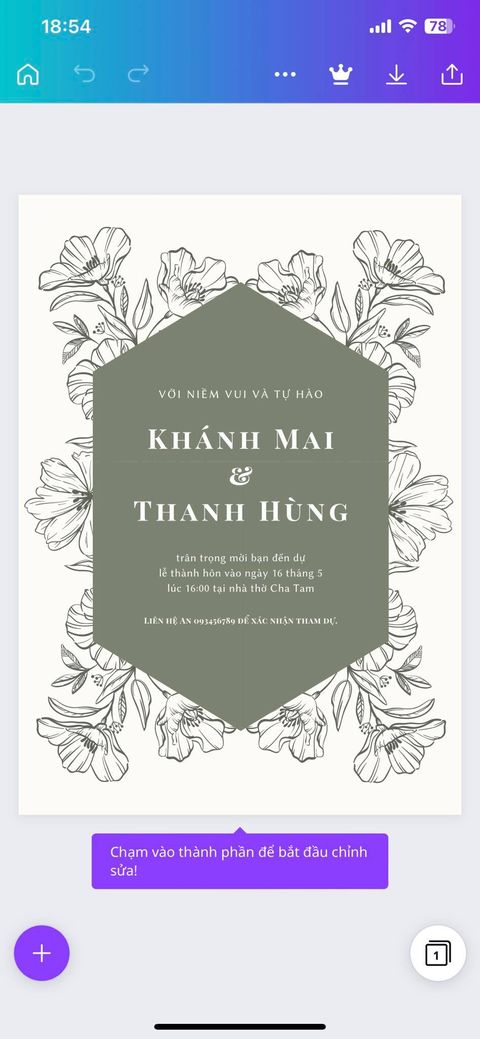 18:54
78
VỚI NIỀM VUI VÀ TỰ HÀO
KHÁNH MAI
&
THANH HÙNG
trân trọng mời bạn đến dự
lễ thành hôn vào ngày 16 tháng 5
lúc 16:00 tại nhà thờ Cha Tam
LIÊN HỆ AN 093456789 ĐỂ XÁC NHẬN THAM DỰ.
Chạm vào thành phần để bắt đầu chỉnh
sửa!
1